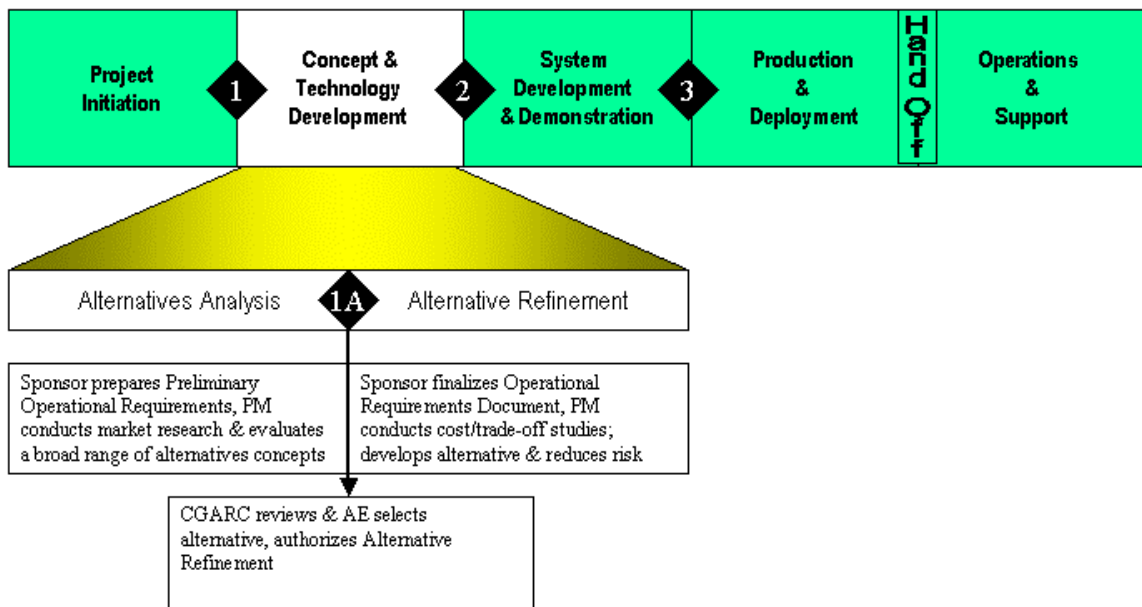 Project
Initiation
1
Concept &
Technology
Development
2
System
Development
& Demonstration
3
Production
&
Deployment
Hand Off
Operations
&
Support
Alternatives Analysis
1A
Alternative Refinement
Sponsor prepares Preliminary
Operational Requirements, PM
conducts market research & evaluates
a broad range of alternatives concepts
Sponsor finalizes Operational
Requirements Document, PM
conducts cost/trade-off studies;
develops alternative & reduces risk
CGARC reviews & AE selects
alternative, authorizes Alternative
Refinement